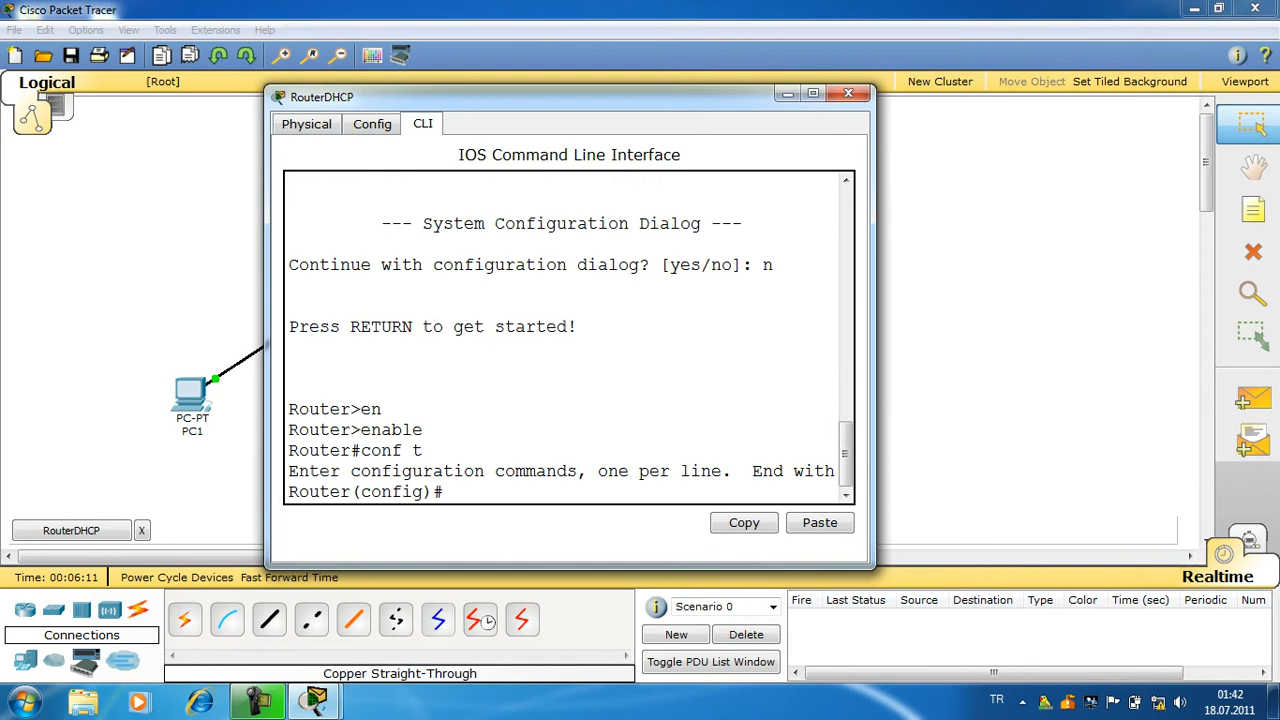 Cisco Packet Tracer
File Edit Options View Tools Extensions Help
Logical
[Root]
New Cluster
Move Object
Set Tiled Background
Viewport
RouterDHCP
Physical
Config
CLI
IOS Command Line Interface
--- System Configuration Dialog ---
Continue with configuration dialog? [yes/no]: n
Press RETURN to get started!
Router>en
Router>enable
Router#conf t
Enter configuration commands, one per line.  End with
Router(config)#
Copy
Paste
PC-PT
PC1
RouterDHCP
X
Time: 00:06:11
Power Cycle Devices Fast Forward Time
Realtime
Connections
Copper Straight-Through
Scenario 0
New
Delete
Toggle PDU List Window
Fire Last Status Source Destination Type Color Time (sec) Periodic Num
TR
01:42
18.07.2011